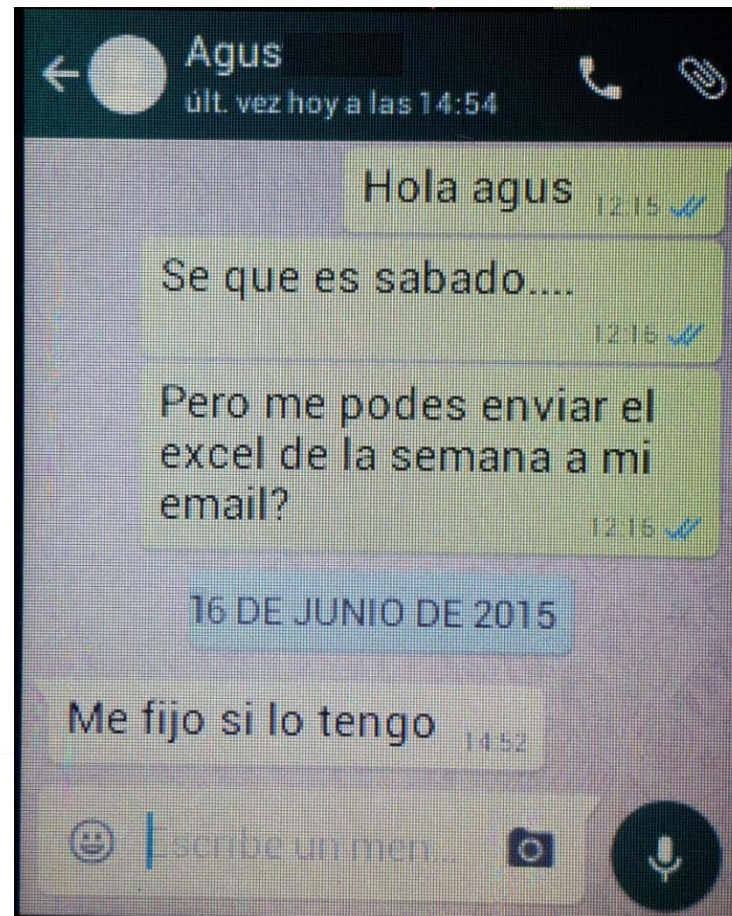 Agus
últ. vez hoy a las 14:54
Hola agus 12:15
Se que es sabado....
12:16
Pero me podes enviar el
excel de la semana a mi
email?
12:16
16 DE JUNIO DE 2015
Me fijo si lo tengo 14:52
Escribe un men...